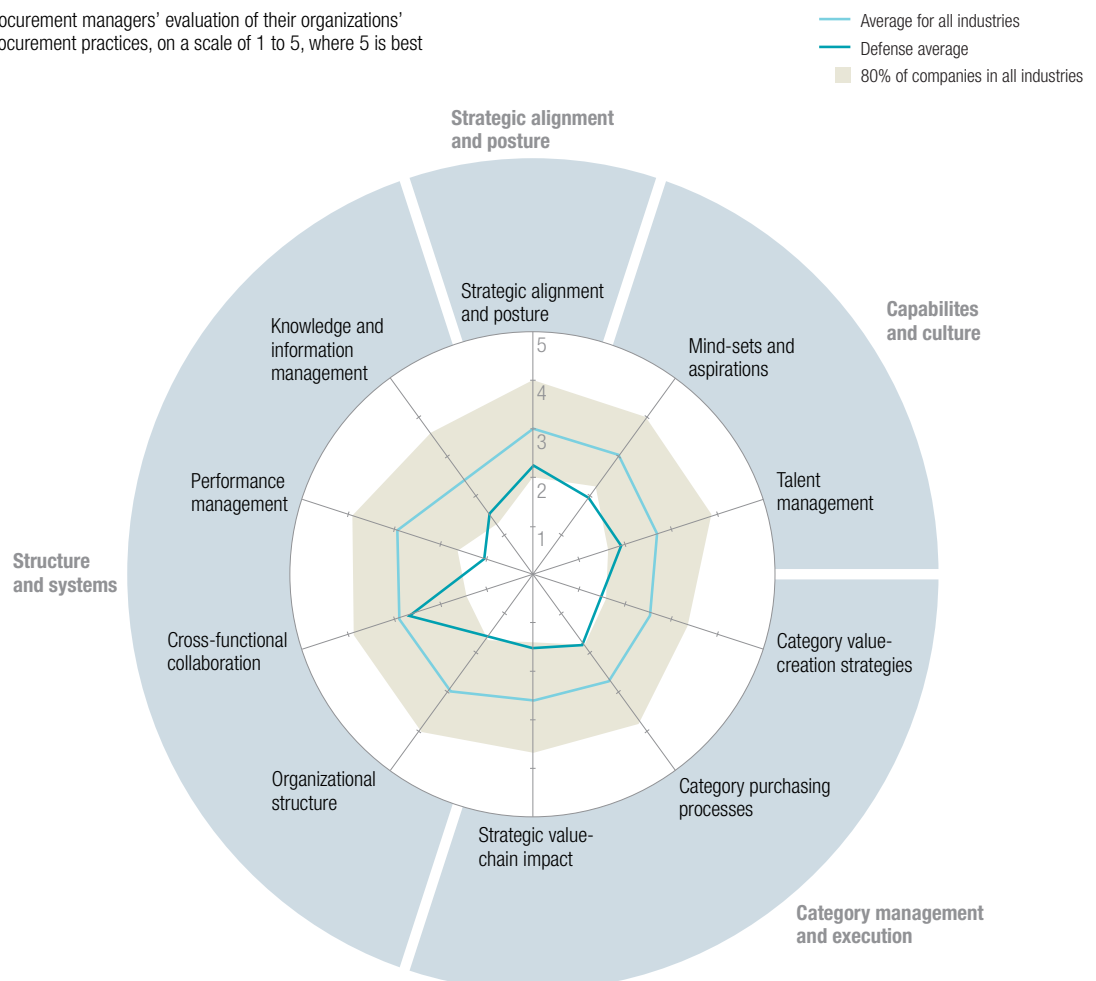 ocurement managers’ evaluation of their organizations’
ocurement practices, on a scale of 1 to 5, where 5 is best
Average for all industries
Defense average
80% of companies in all industries
Strategic alignment
and posture
Capabilites
and culture
Strategic alignment
and posture
Knowledge and
information
management
Mind-sets and
aspirations
5
4
3
2
1
Performance
management
Talent
management
Structure
and systems
Cross-functional
collaboration
Category value-
creation strategies
Organizational
structure
Category purchasing
processes
Strategic value-
chain impact
Category management
and execution